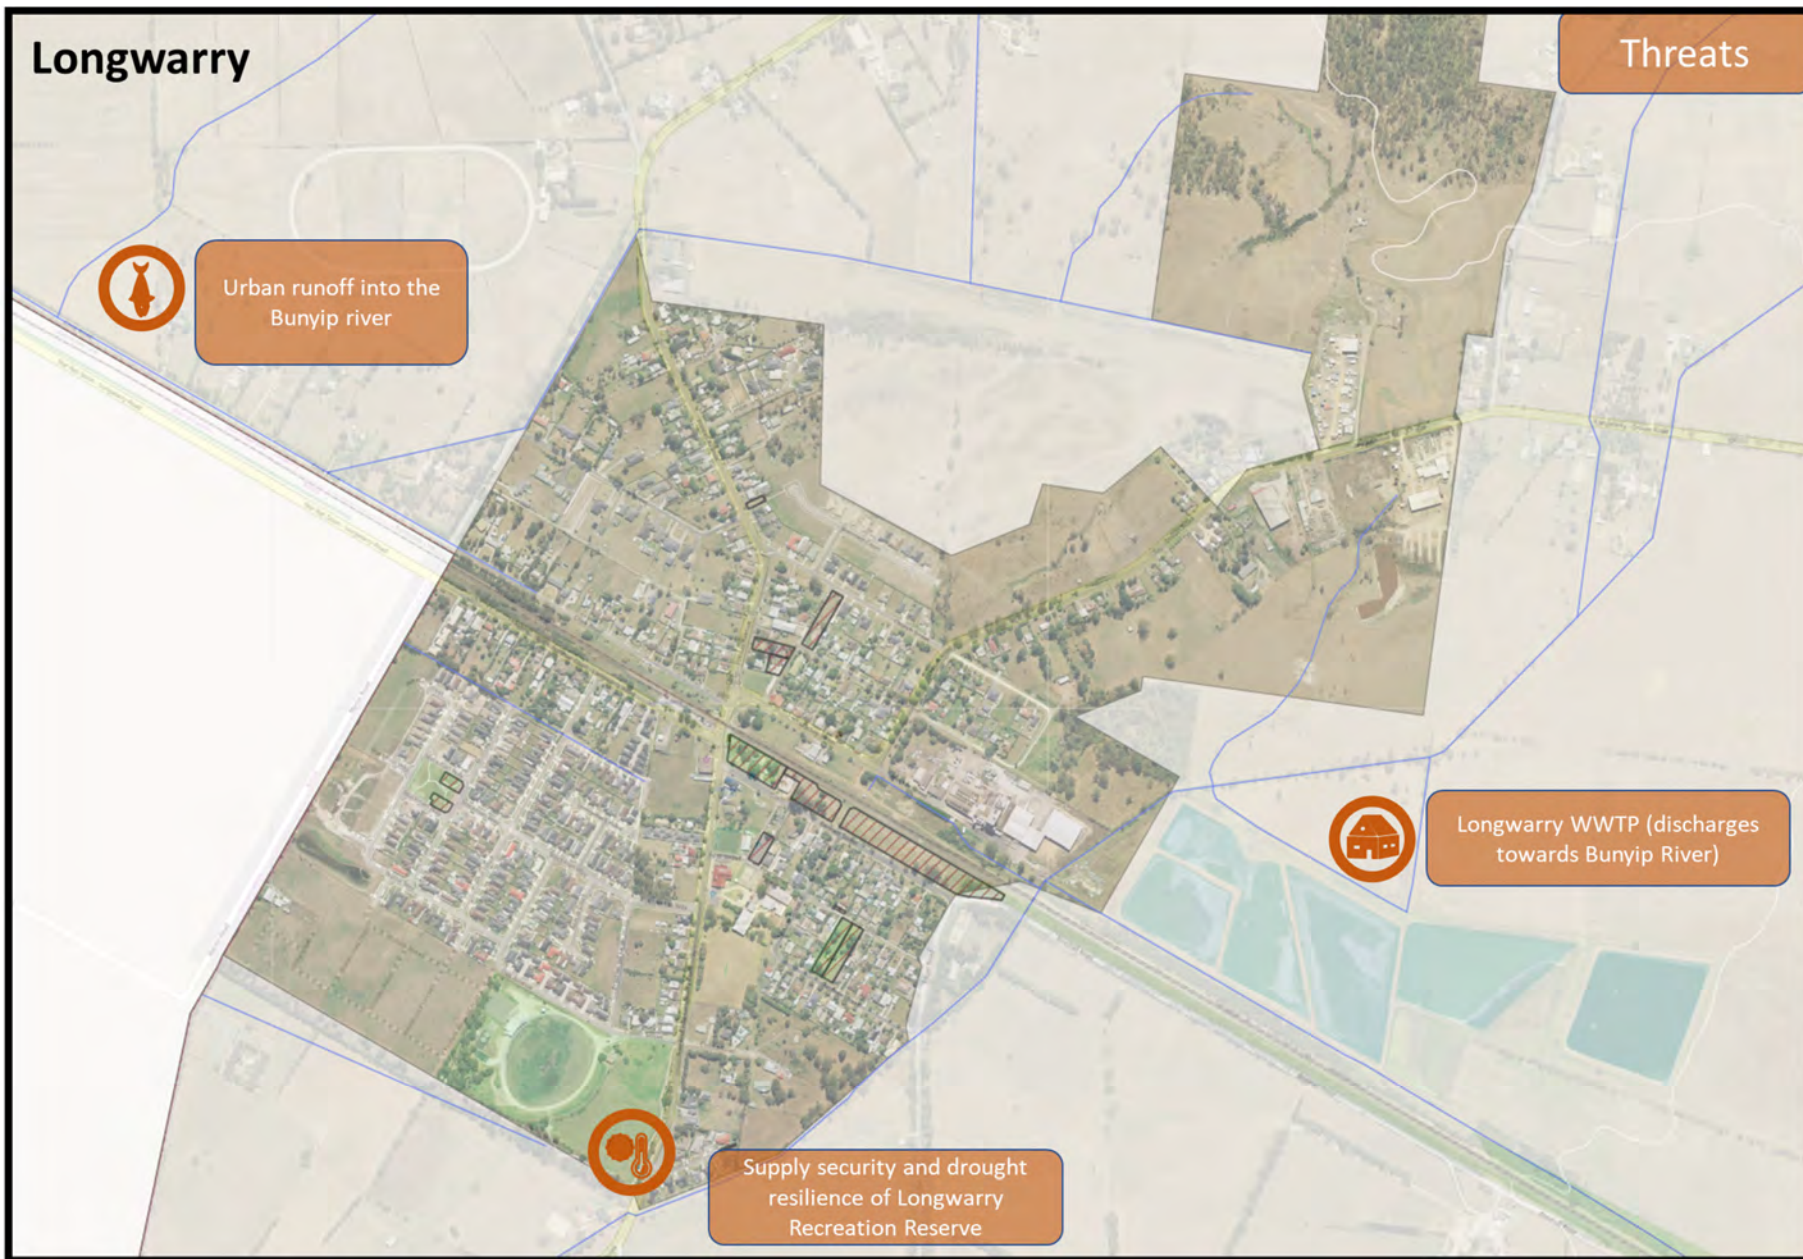 Longwarry
Threats
Urban runoff into the
Bunyip river
Longwarry WWTP (discharges
towards Bunyip River)
Supply security and drought
resilience of Longwarry
Recreation Reserve